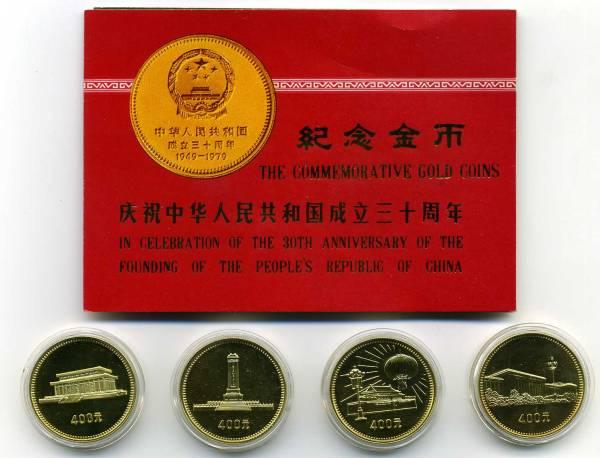 中华人民共和国
成立三十周年
1949-1979
紀念金币
THE COMMEMORATIVE GOLD COINS
庆祝中华人民共和国成立三十周年
IN CELEBRATION OF THE 30TH ANNIVERSARY OF THE
FOUNDING OF THE PEOPLE'S REPUBLIC OF CHINA
400元
400元
400元
400元